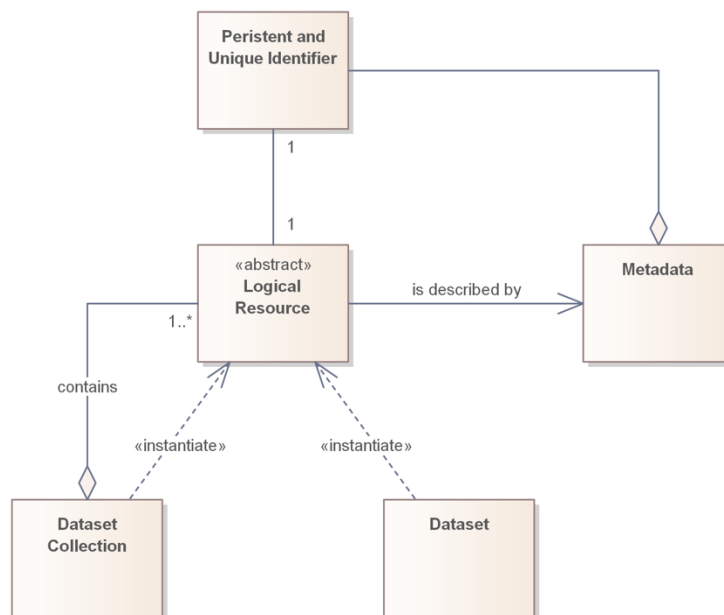 Peristent and
Unique Identifier
1
1
«abstract»
Logical
Resource
is described by
Metadata
1..*
contains
«instantiate»
«instantiate»
Dataset
Collection
Dataset